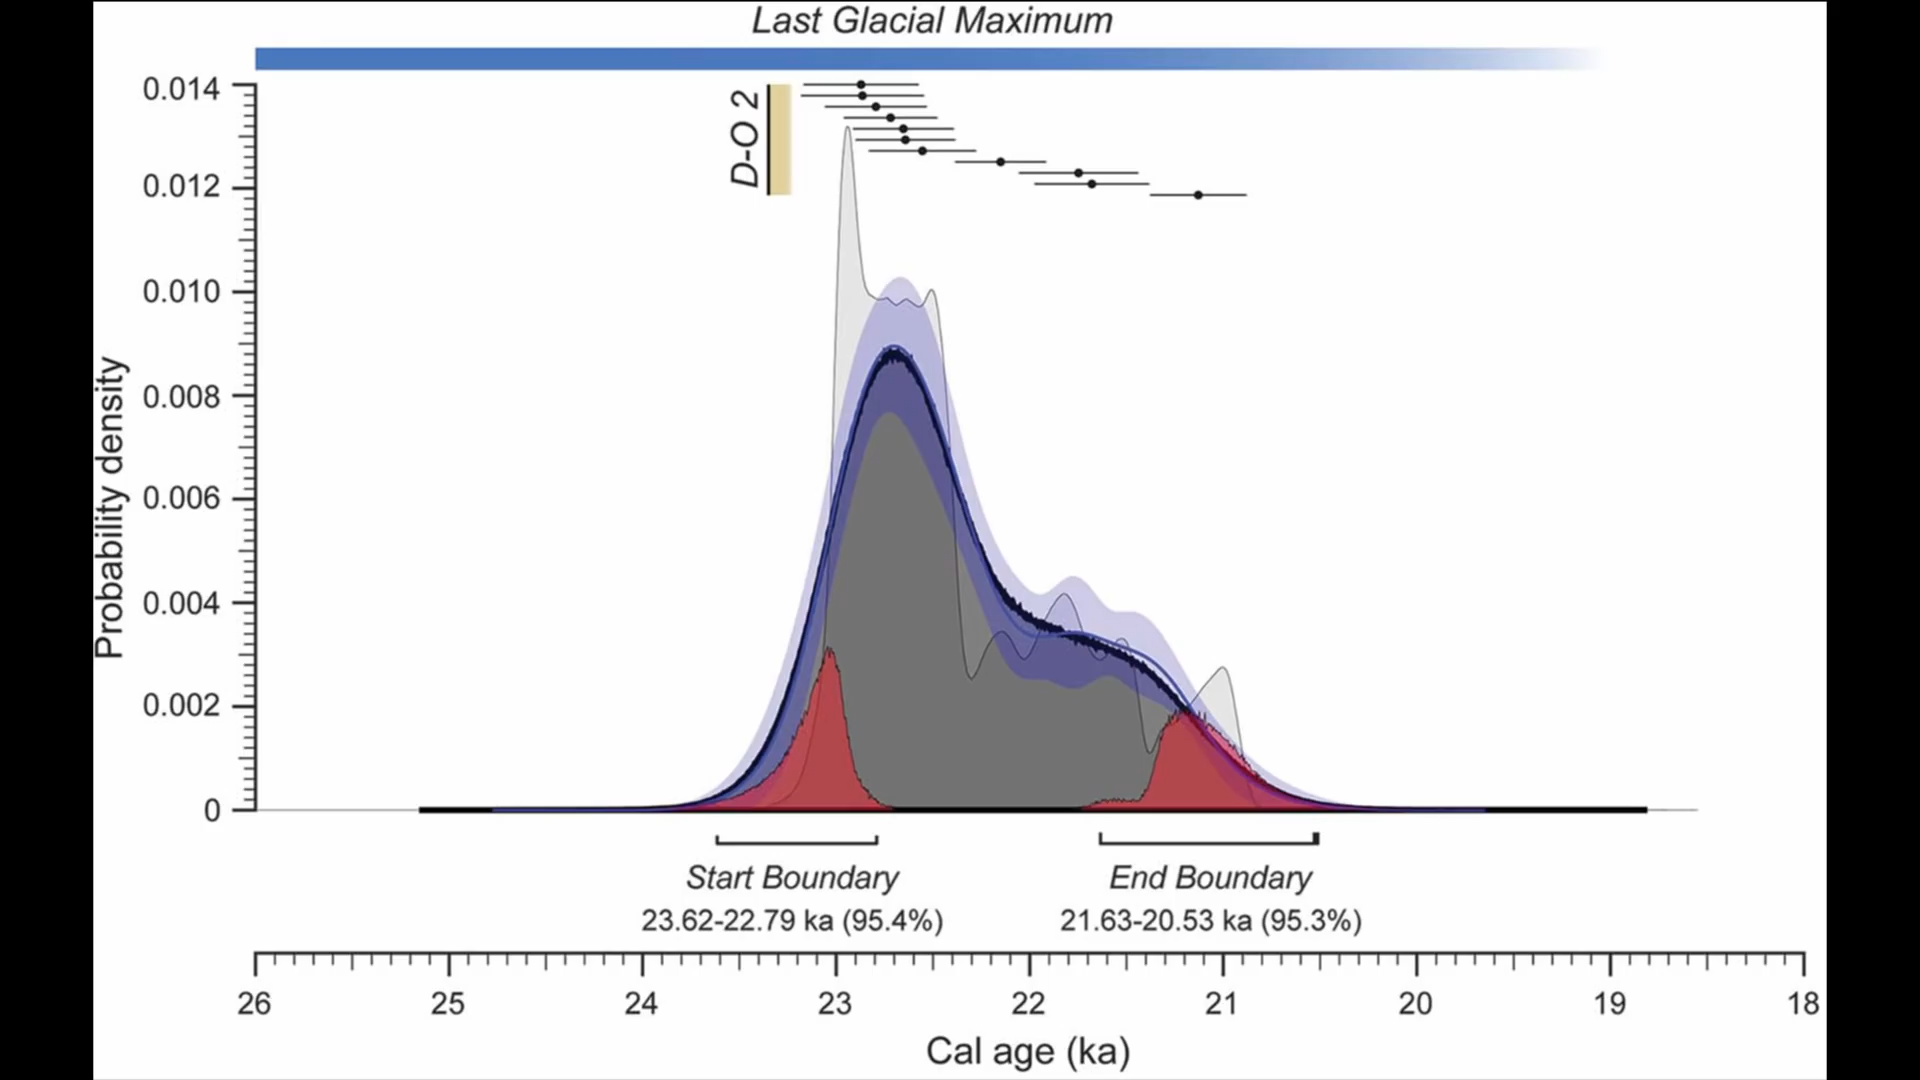 Last Glacial Maximum
D-O 2
0.014
0.012
0.010
0.008
0.006
0.004
0.002
0
Probability density
Start Boundary
23.62-22.79 ka (95.4%)
End Boundary
21.63-20.53 ka (95.3%)
26 25 24 23 22 21 20 19 18
Cal age (ka)